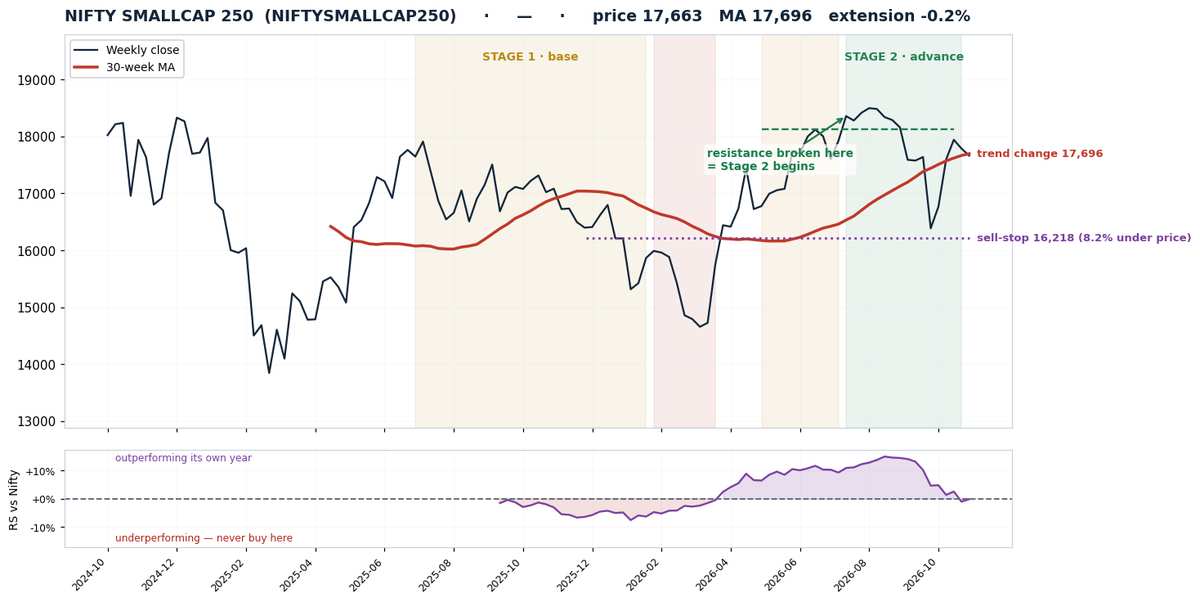 NIFTY SMALLCAP 250 (NIFTYSMALLCAP250) · — · price 17,663 MA 17,696 extension -0.2%
Weekly close
30-week MA
STAGE 1 · base
STAGE 2 · advance
19000
18000
17000
16000
15000
14000
13000
resistance broken here
= Stage 2 begins
trend change 17,696
sell-stop 16,218 (8.2% under price)
RS vs Nifty
+10%
+0%
-10%
outperforming its own year
underperforming — never buy here
2024-10
2024-12
2025-02
2025-04
2025-06
2025-08
2025-10
2025-12
2026-02
2026-04
2026-06
2026-08
2026-10